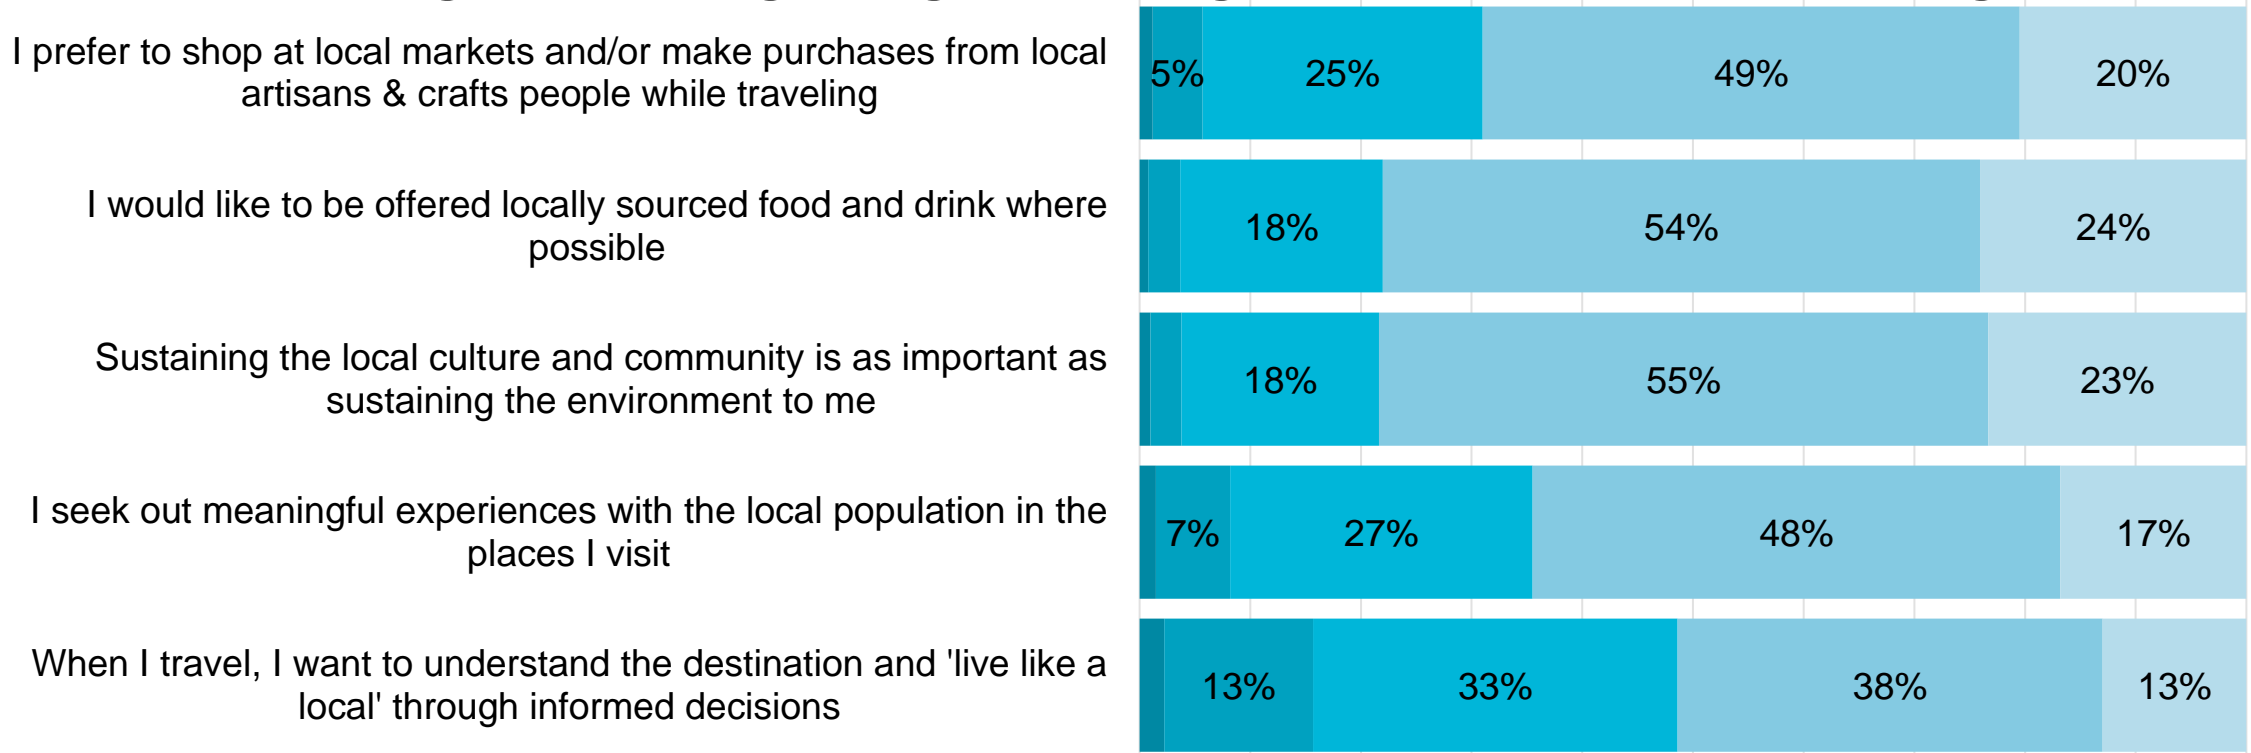 I prefer to shop at local markets and/or make purchases from local
artisans & crafts people while traveling
5% 25% 49% 20%
I would like to be offered locally sourced food and drink where
possible
18% 54% 24%
Sustaining the local culture and community is as important as
sustaining the environment to me
18% 55% 23%
I seek out meaningful experiences with the local population in the
places I visit
7% 27% 48% 17%
When I travel, I want to understand the destination and 'live like a
local' through informed decisions
13% 33% 38% 13%